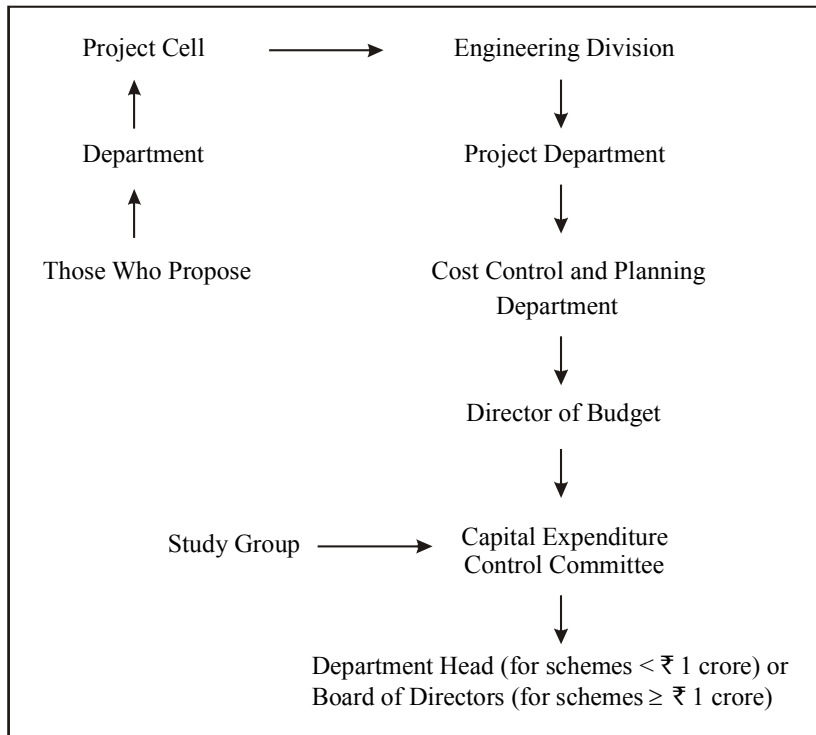 Project Cell
Engineering Division
Department
Project Department
Those Who Propose
Cost Control and Planning
Department
Director of Budget
Study Group
Capital Expenditure
Control Committee
Department Head (for schemes < ₹ 1 crore) or
Board of Directors (for schemes ≥ ₹ 1 crore)